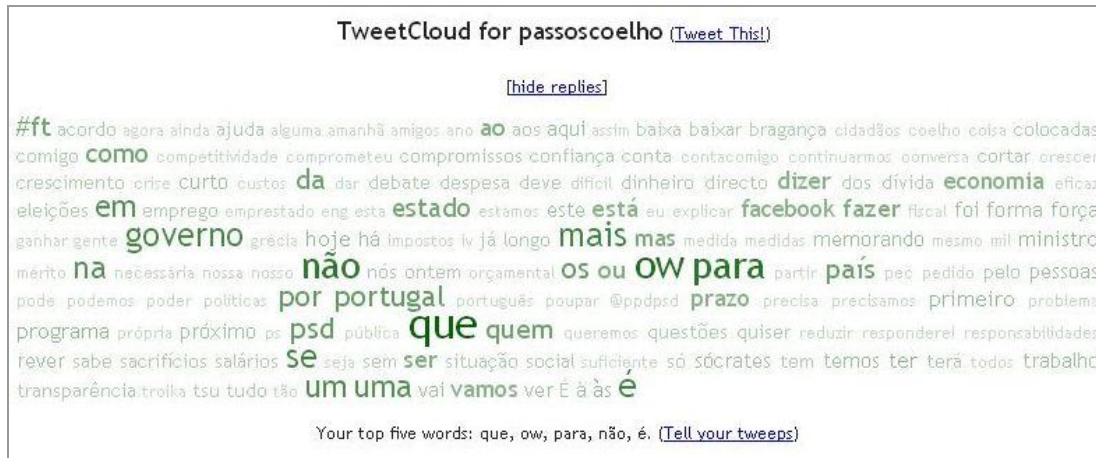 TweetCloud for passoscoelho (Tweet This!)
[hide replies]
#ft acordo agora ainda ajuda alguma amanhã amigos ano ao aos aqui assim baixa baixar bragança cidadãos coelho coisa colocadas
comigo como competitividade comprometeu compromissos confiança conta contacomigo continuarmos conversa cortar crescer
crescimento crise curto custos da dar debate despesa deve difícil dinheiro directo dizer dos dívida economia eficaz
eleições em emprego emprestado eng esta estado estamos este está eu explicar facebook fazer fiscal foi forma força
ganhar gente governo grécia hoje há impostos iv já longo mais mas medida medidas memorando mesmo mil ministro
mérito na necessária nossa nosso não nós ontem orçamental os ou ow para partir país pec pedido pelo pessoas
pode podemos poder políticas por portugal português poupar @ppdpsd prazo precisa precisamos primeiro problema
programa própria próximo ps psd pública que quem queremos questões quiser reduzir responderei responsabilidades
rever sabe sacrifícios salários se seja sem ser situação social suficiente só sócrates tem temos ter terá todos trabalho
transparência troika tsu tudo tão um uma vai vamos ver É à às é
Your top five words: que, ow, para, não, é. (Tell your tweeps)